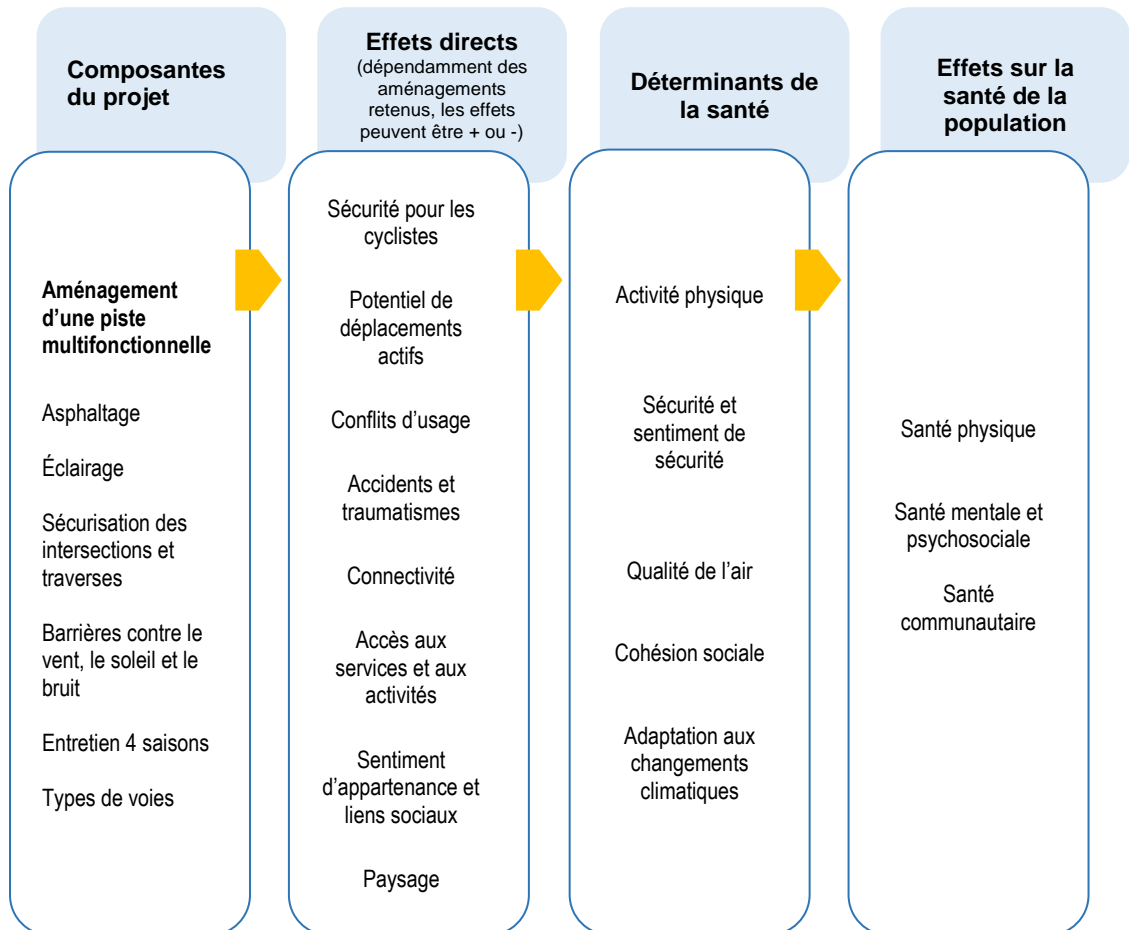 Composantes
du projet
Aménagement
d’une piste
multifonctionnelle
Asphaltage
Éclairage
Sécurisation des
intersections et
traverses
Barrières contre le
vent, le soleil et le
bruit
Entretien 4 saisons
Types de voies
Effets directs
(dépendamment des
aménagements
retenus, les effets
peuvent être + ou -)
Sécurité pour les
cyclistes
Potentiel de
déplacements
actifs
Conflits d’usage
Accidents et
traumatismes
Connectivité
Accès aux
services et aux
activités
Sentiment
d’appartenance et
liens sociaux
Paysage
Déterminants de
la santé
Activité physique
Sécurité et
sentiment de
sécurité
Qualité de l’air
Cohésion sociale
Adaptation aux
changements
climatiques
Effets sur la
santé de la
population
Santé physique
Santé mentale et
psychosociale
Santé
communautaire